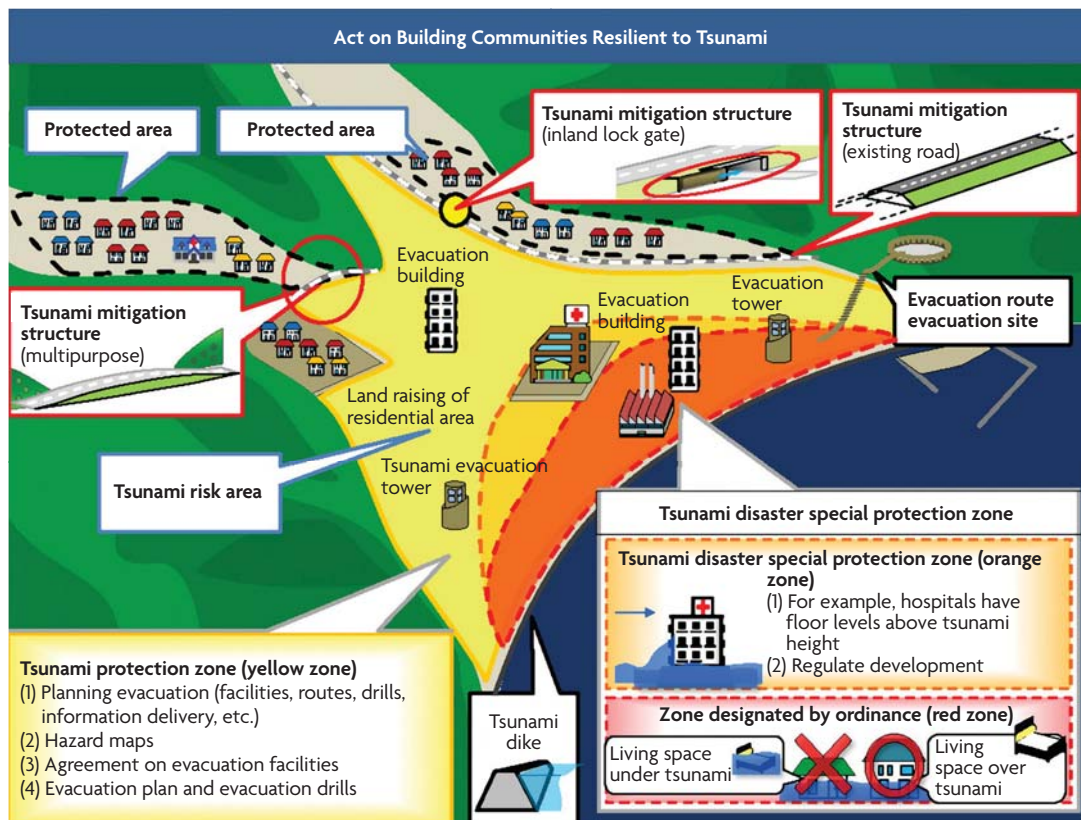 Act on Building Communities Resilient to Tsunami
Protected area
Protected area
Tsunami mitigation structure
(inland lock gate)
Tsunami mitigation
structure
(existing road)
Evacuation
building
Evacuation
building
Evacuation
tower
Evacuation route
evacuation site
Tsunami mitigation
structure
(multipurpose)
Land raising of
residential area
Tsunami risk area
Tsunami evacuation
tower
Tsunami disaster special protection zone
Tsunami disaster special protection zone (orange
zone)
(1) For example, hospitals have
floor levels above tsunami
height
(2) Regulate development
Zone designated by ordinance (red zone)
Living space
under tsunami
Living
space over
tsunami
Tsunami protection zone (yellow zone)
(1) Planning evacuation (facilities, routes, drills,
information delivery, etc.)
(2) Hazard maps
(3) Agreement on evacuation facilities
(4) Evacuation plan and evacuation drills
Tsunami
dike